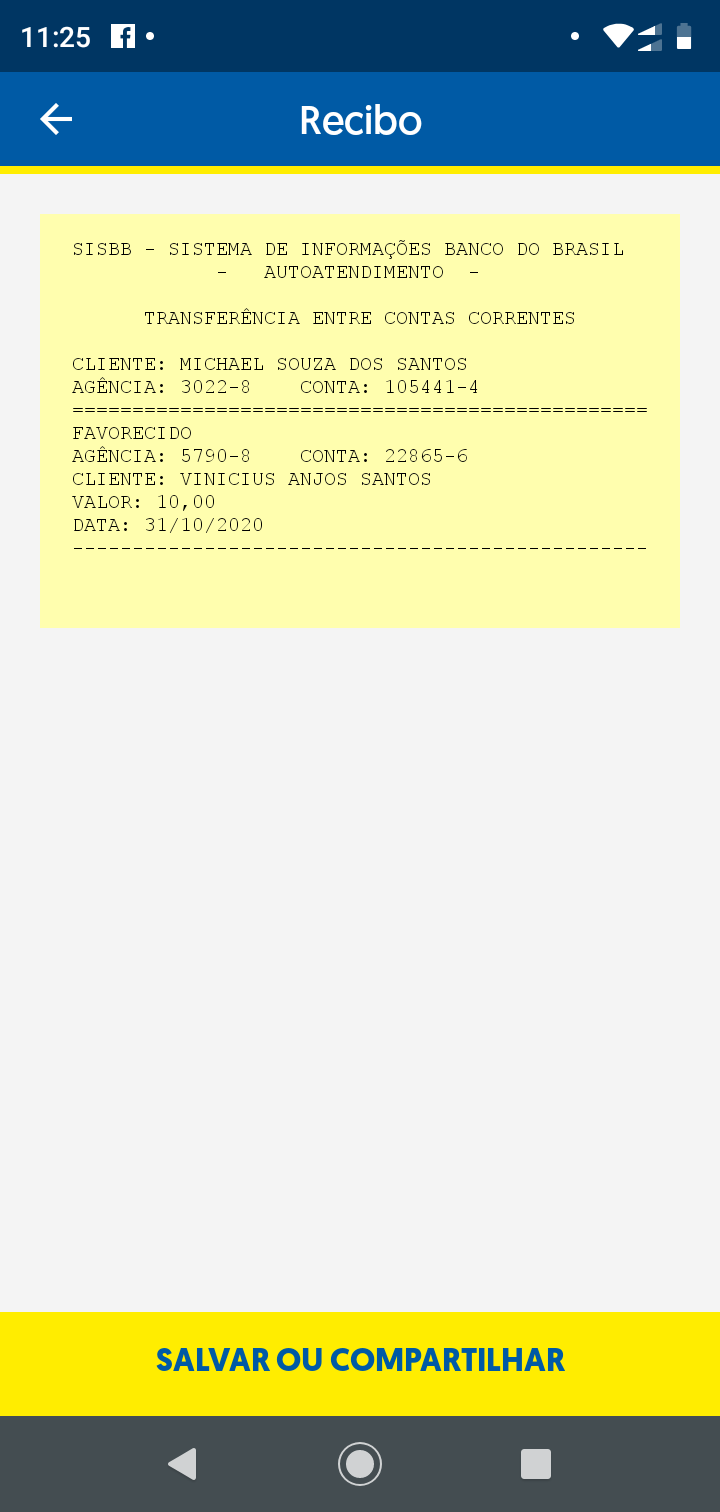 11:25
Recibo
SISBB - SISTEMA DE INFORMAÇÕES BANCO DO BRASIL
- AUTOATENDIMENTO -
TRANSFERÊNCIA ENTRE CONTAS CORRENTES
CLIENTE: MICHAEL SOUZA DOS SANTOS
AGÊNCIA: 3022-8 CONTA: 105441-4
================================================
FAVORECIDO
AGÊNCIA: 5790-8 CONTA: 22865-6
CLIENTE: VINICIUS ANJOS SANTOS
VALOR: 10,00
DATA: 31/10/2020
------------------------------------------------
SALVAR OU COMPARTILHAR